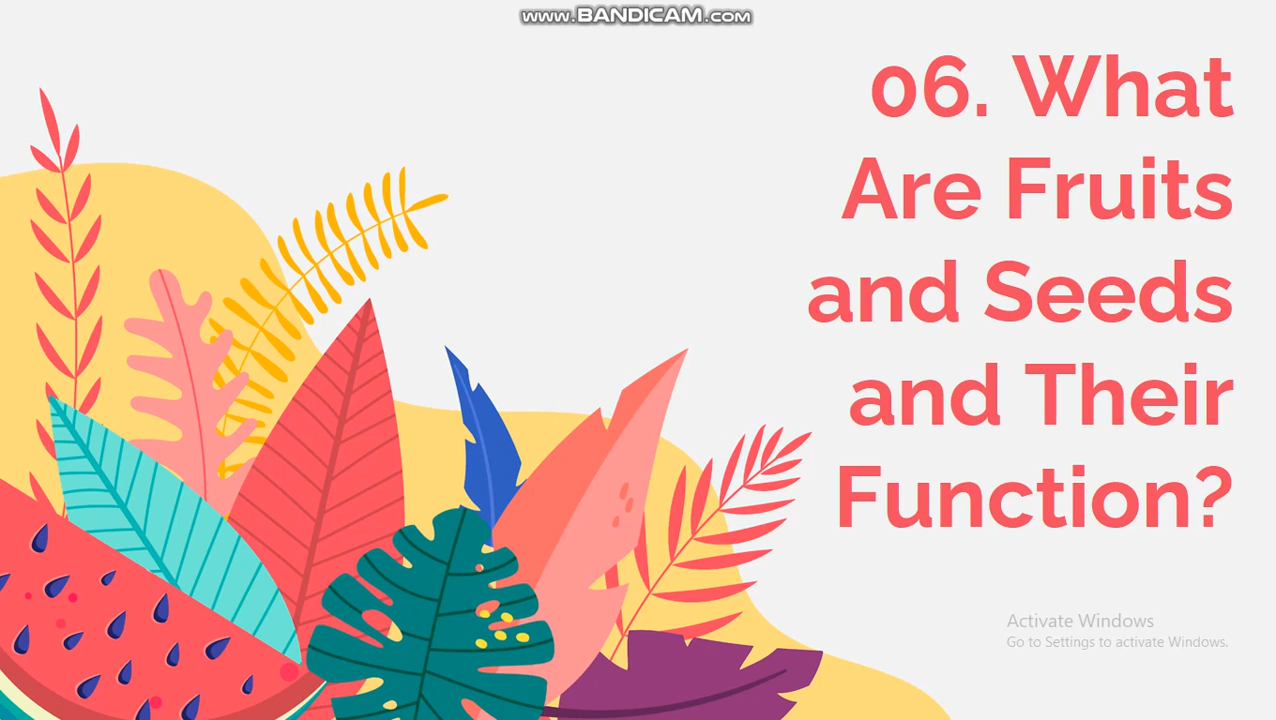 www.BANDICAM.com
06. What
Are Fruits
and Seeds
and Their
Function?
Activate Windows
Go to Settings to activate Windows.